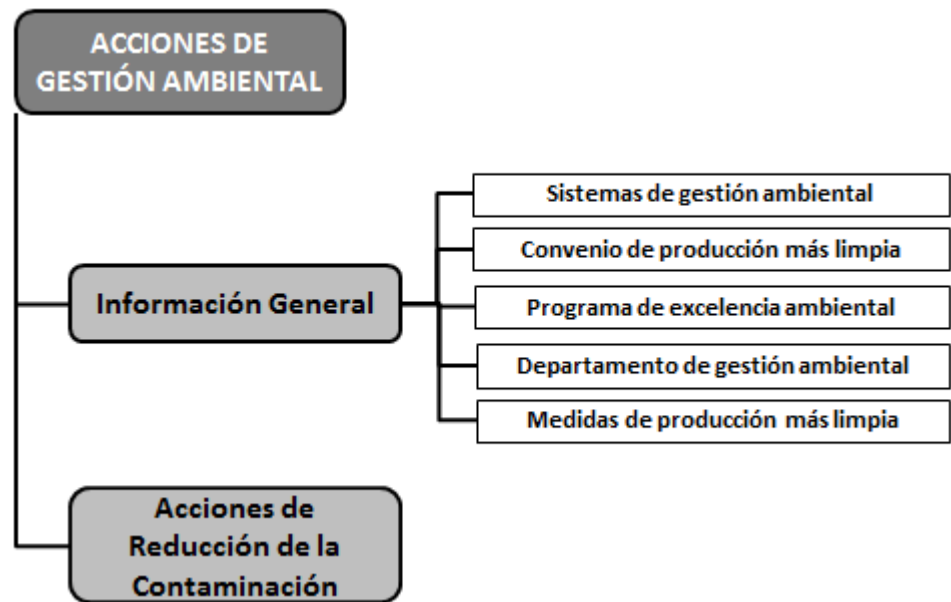 ACCIONES DE
GESTIÓN AMBIENTAL
Información General
Sistemas de gestión ambiental
Convenio de producción más limpia
Programa de excelencia ambiental
Departamento de gestión ambiental
Medidas de producción más limpia
Acciones de
Reducción de la
Contaminación